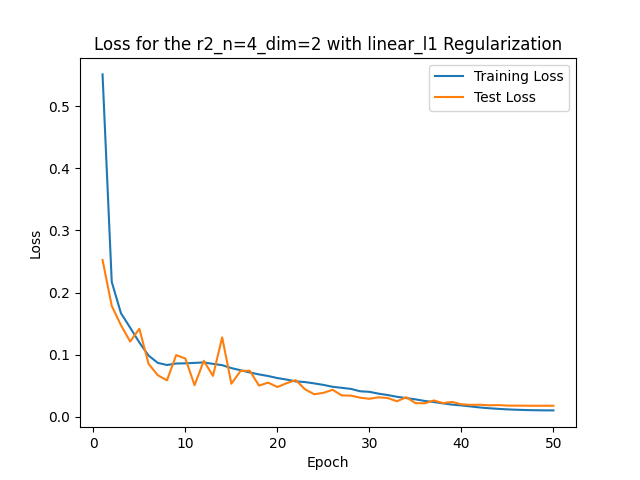 Loss for the r2_n=4_dim=2 with linear_l1 Regularization
Training Loss
Test Loss
Loss
0.5
0.4
0.3
0.2
0.1
0.0
0 10 20 30 40 50
Epoch